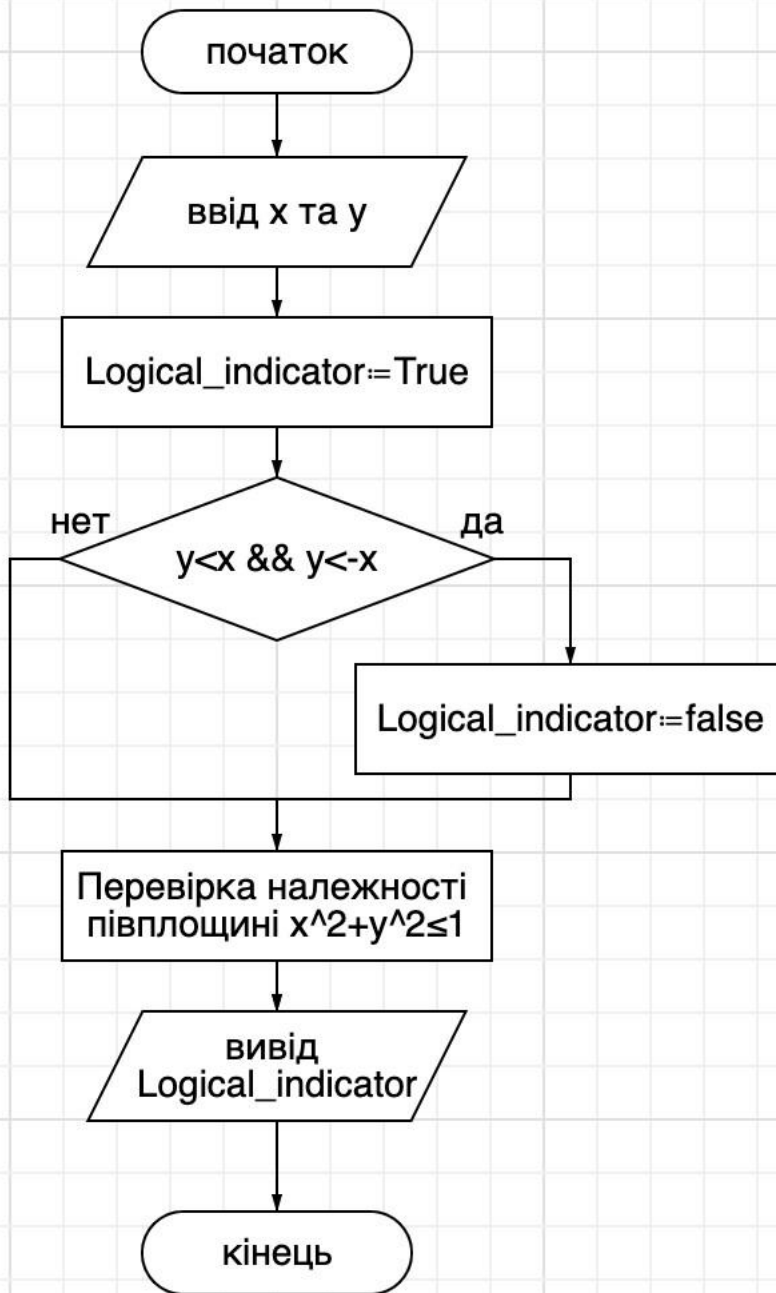 початок
ввід x та y
Logical_indicator:=True
нет
да
y<x && y<-x
Logical_indicator:=false
Перевірка належності
півплощині x^2+y^2≤1
вивід
Logical_indicator
кінець